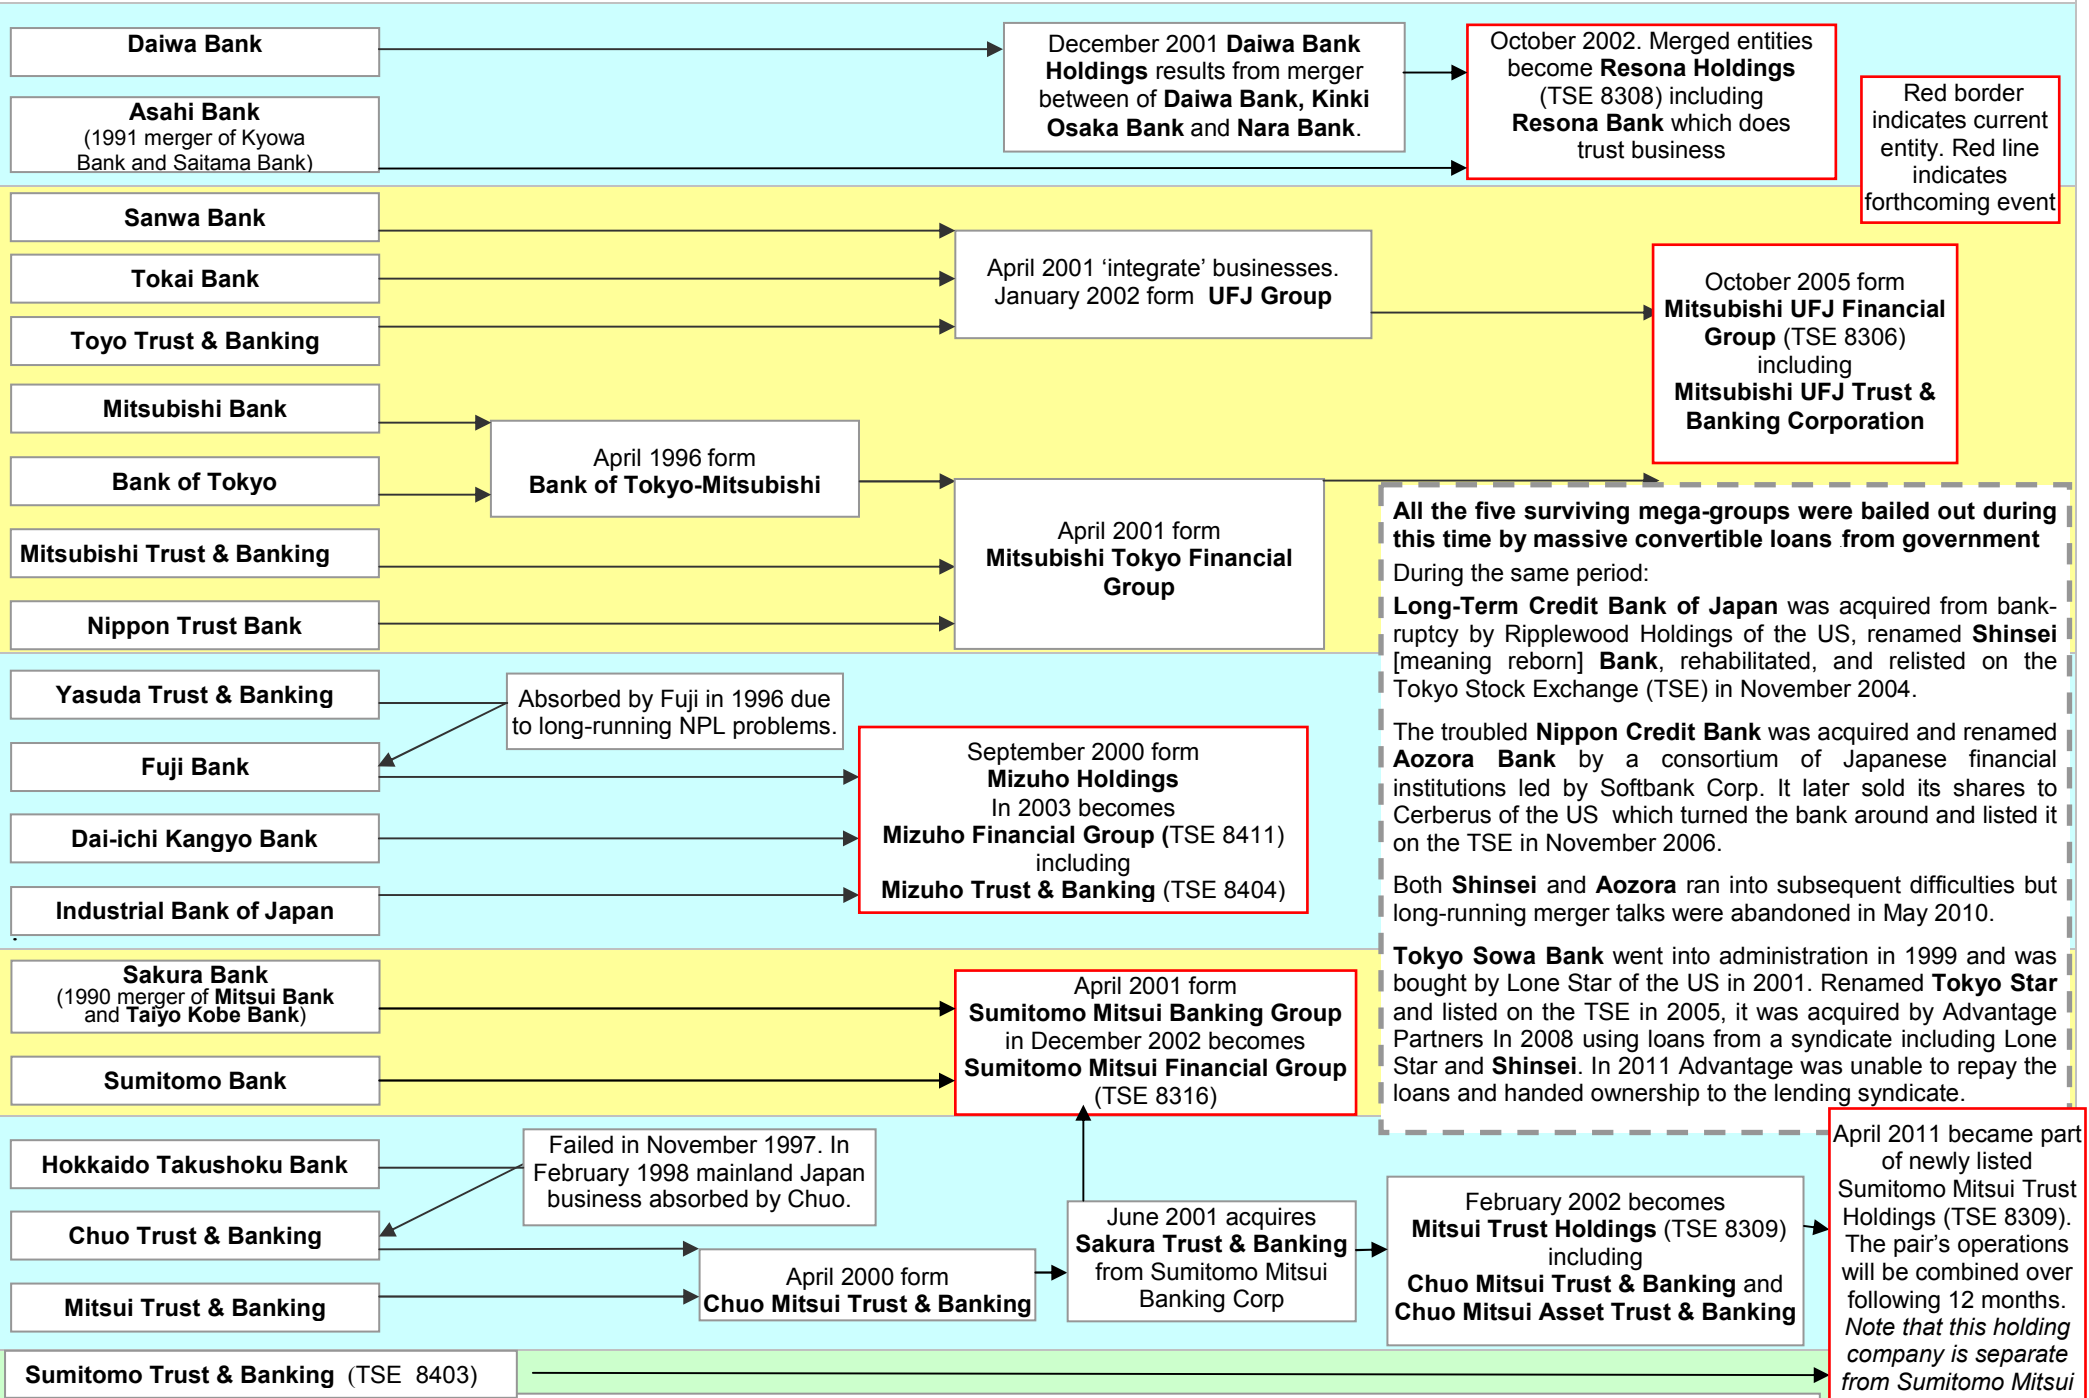 Daiwa Bank
Asahi Bank
(1991 merger of Kyowa
Bank and Saitama Bank)
December 2001 Daiwa Bank
Holdings results from merger
between of Daiwa Bank, Kinki
Osaka Bank and Nara Bank.
October 2002. Merged entities
become Resona Holdings
(TSE 8308) including
Resona Bank which does
trust business
Red border
indicates current
entity. Red line
indicates
forthcoming event
Sanwa Bank
Tokai Bank
Toyo Trust & Banking
April 2001 ‘integrate’ businesses.
January 2002 form UFJ Group
October 2005 form
Mitsubishi UFJ Financial
Group (TSE 8306)
including
Mitsubishi UFJ Trust &
Banking Corporation
Mitsubishi Bank
Bank of Tokyo
Mitsubishi Trust & Banking
Nippon Trust Bank
April 1996 form
Bank of Tokyo-Mitsubishi
April 2001 form
Mitsubishi Tokyo Financial
Group
All the five surviving mega-groups were bailed out during
this time by massive convertible loans from government
During the same period:
Long-Term Credit Bank of Japan was acquired from bank-
ruptcy by Ripplewood Holdings of the US, renamed Shinsei
[meaning reborn] Bank, rehabilitated, and relisted on the
Tokyo Stock Exchange (TSE) in November 2004.
The troubled Nippon Credit Bank was acquired and renamed
Aozora Bank by a consortium of Japanese financial
institutions led by Softbank Corp. It later sold its shares to
Cerberus of the US which turned the bank around and listed it
on the TSE in November 2006.
Both Shinsei and Aozora ran into subsequent difficulties but
long-running merger talks were abandoned in May 2010.
Tokyo Sowa Bank went into administration in 1999 and was
bought by Lone Star of the US in 2001. Renamed Tokyo Star
and listed on the TSE in 2005, it was acquired by Advantage
Partners In 2008 using loans from a syndicate including Lone
Star and Shinsei. In 2011 Advantage was unable to repay the
loans and handed ownership to the lending syndicate.
Yasuda Trust & Banking
Fuji Bank
Dai-ichi Kangyo Bank
Industrial Bank of Japan
Absorbed by Fuji in 1996 due
to long-running NPL problems.
September 2000 form
Mizuho Holdings
In 2003 becomes
Mizuho Financial Group (TSE 8411)
including
Mizuho Trust & Banking (TSE 8404)
Sakura Bank
(1990 merger of Mitsui Bank
and Taiyo Kobe Bank)
Sumitomo Bank
April 2001 form
Sumitomo Mitsui Banking Group
in December 2002 becomes
Sumitomo Mitsui Financial Group
(TSE 8316)
Hokkaido Takushoku Bank
Chuo Trust & Banking
Mitsui Trust & Banking
Failed in November 1997. In
February 1998 mainland Japan
business absorbed by Chuo.
April 2000 form
Chuo Mitsui Trust & Banking
June 2001 acquires
Sakura Trust & Banking
from Sumitomo Mitsui
Banking Corp
February 2002 becomes
Mitsui Trust Holdings (TSE 8309)
including
Chuo Mitsui Trust & Banking and
Chuo Mitsui Asset Trust & Banking
April 2011 became part
of newly listed
Sumitomo Mitsui Trust
Holdings (TSE 8309).
The pair’s operations
will be combined over
following 12 months.
Note that this holding
company is separate
from Sumitomo Mitsui
Sumitomo Trust & Banking (TSE 8403)